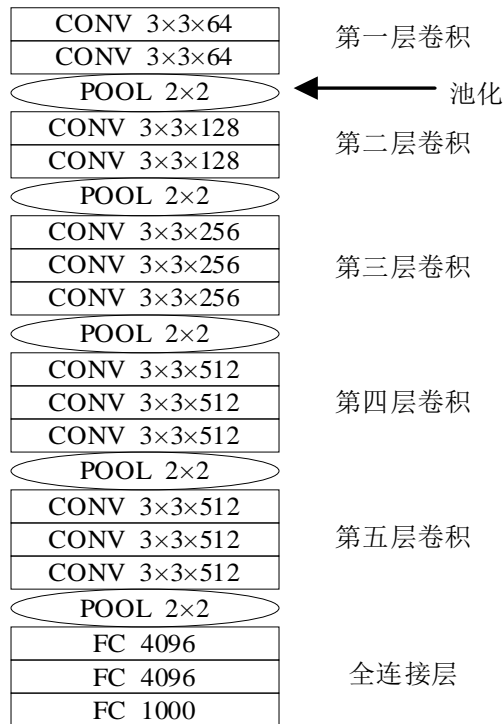 CONV 3×3×64
第一层卷积
CONV 3×3×64
POOL 2×2
池化
CONV 3×3×128
第二层卷积
CONV 3×3×128
POOL 2×2
CONV 3×3×256
CONV 3×3×256
第三层卷积
CONV 3×3×256
POOL 2×2
CONV 3×3×512
CONV 3×3×512
第四层卷积
CONV 3×3×512
POOL 2×2
CONV 3×3×512
CONV 3×3×512
第五层卷积
CONV 3×3×512
POOL 2×2
FC 4096
FC 4096
全连接层
FC 1000